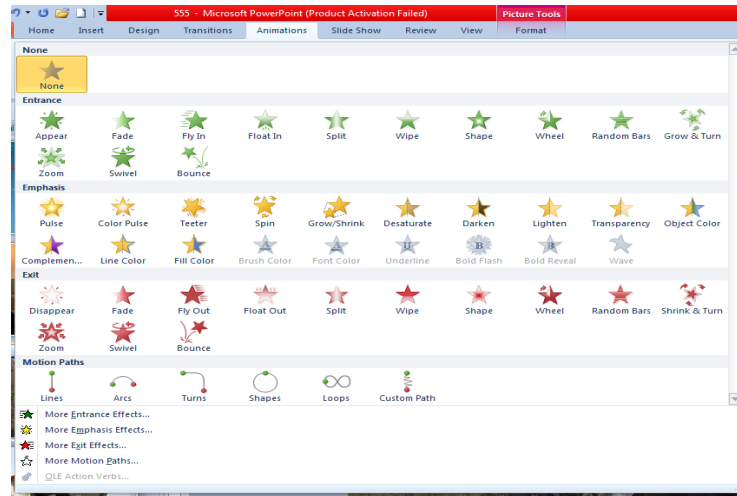 555 - Microsoft PowerPoint (Product Activation Failed) Picture Tools
Home Insert Design Transitions Animations Slide Show Review View Format
None
None
Entrance
Appear Fade Fly In Float In Split Wipe Shape Wheel Random Bars Grow & Turn
Zoom Swivel Bounce
Emphasis
Pulse Color Pulse Teeter Spin Grow/Shrink Desaturate Darken Lighten Transparency Object Color
Complemen... Line Color Fill Color Brush Color Font Color Underline Bold Flash Bold Reveal Wave
Exit
Disappear Fade Fly Out Float Out Split Wipe Shape Wheel Random Bars Shrink & Turn
Zoom Swivel Bounce
Motion Paths
Lines Arcs Turns Shapes Loops Custom Path
More Entrance Effects...
More Emphasis Effects...
More Exit Effects...
More Motion Paths...
OLE Action Verbs...